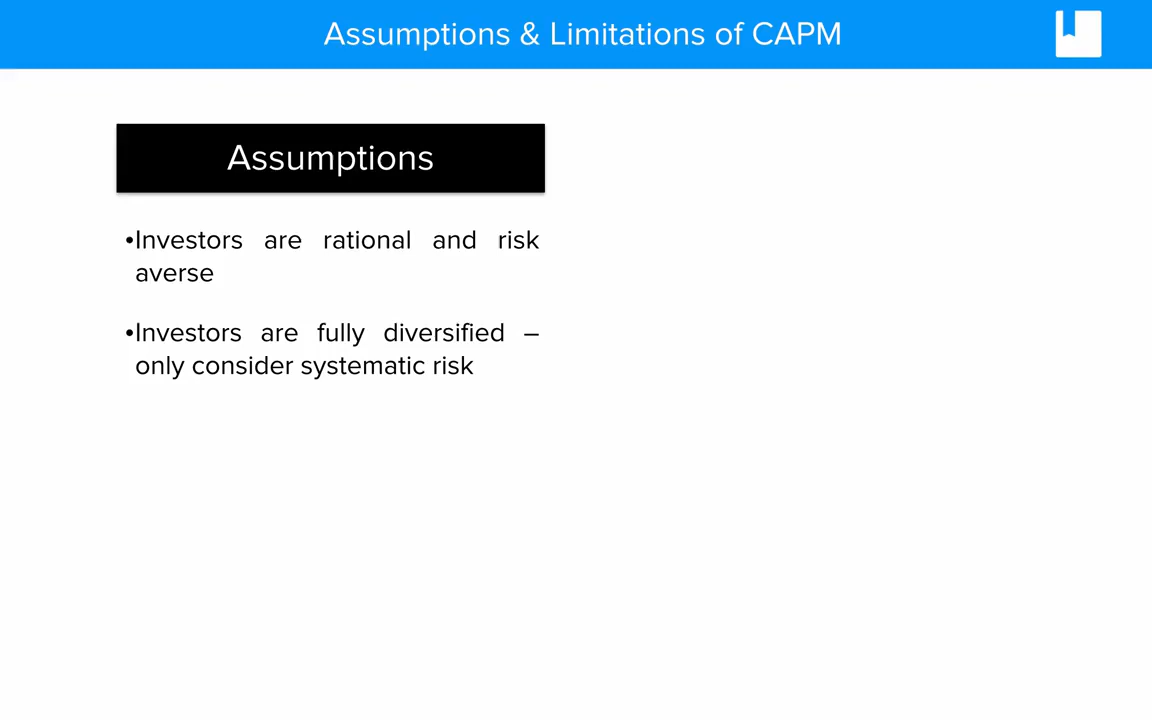 Assumptions & Limitations of CAPM
Assumptions
•Investors are rational and risk
averse
•Investors are fully diversified –
only consider systematic risk